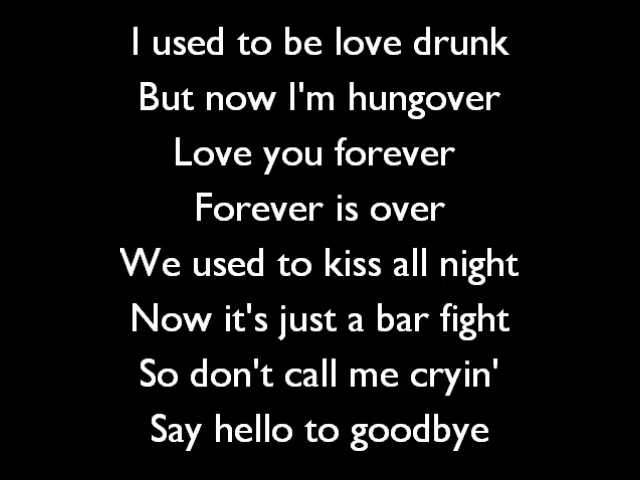 I used to be love drunk
But now I'm hungover
Love you forever
Forever is over
We used to kiss all night
Now it's just a bar fight
So don't call me cryin'
Say hello to goodbye